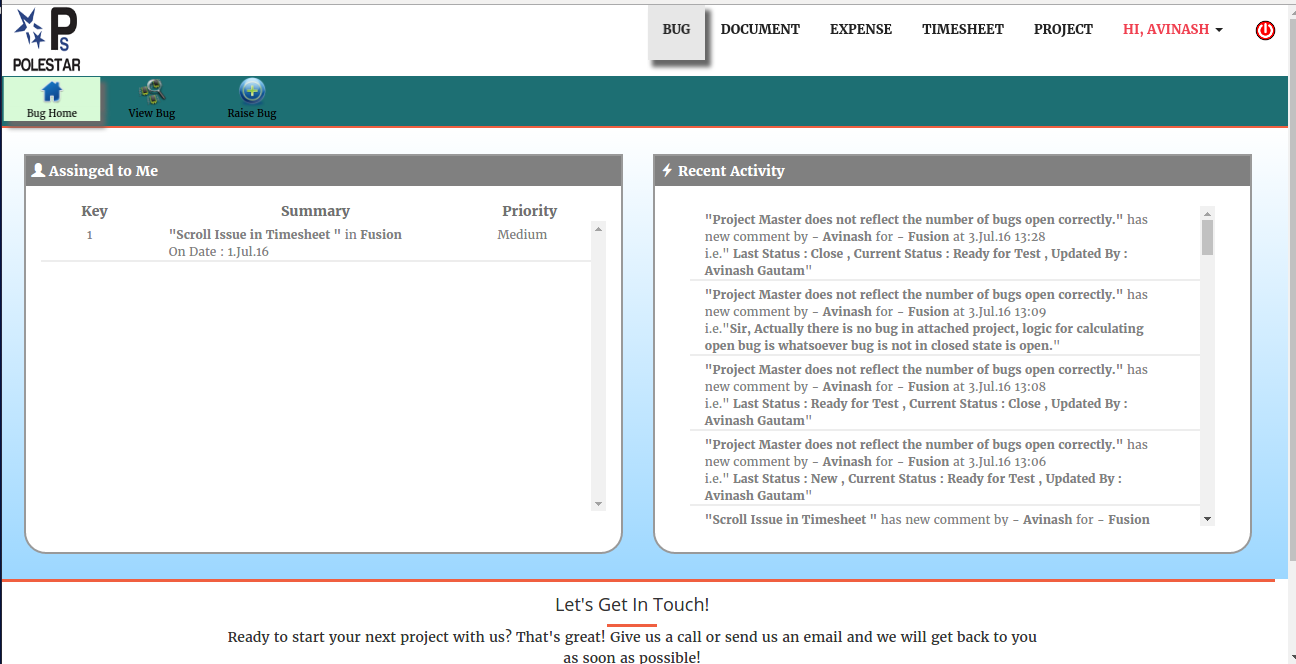 PS
POLESTAR
BUG DOCUMENT EXPENSE TIMESHEET PROJECT HI, AVINASH
Bug Home View Bug Raise Bug
Assinged to Me
Key Summary Priority
1 "Scroll Issue in Timesheet " in Fusion Medium
On Date : 1.Jul.16
Recent Activity
"Project Master does not reflect the number of bugs open correctly." has
new comment by - Avinash for - Fusion at 3.Jul.16 13:28
i.e." Last Status : Close , Current Status : Ready for Test , Updated By :
Avinash Gautam"
"Project Master does not reflect the number of bugs open correctly." has
new comment by - Avinash for - Fusion at 3.Jul.16 13:09
i.e."Sir, Actually there is no bug in attached project, logic for calculating
open bug is whatsoever bug is not in closed state is open."
"Project Master does not reflect the number of bugs open correctly." has
new comment by - Avinash for - Fusion at 3.Jul.16 13:08
i.e." Last Status : Ready for Test , Current Status : Close , Updated By :
Avinash Gautam"
"Project Master does not reflect the number of bugs open correctly." has
new comment by - Avinash for - Fusion at 3.Jul.16 13:06
i.e." Last Status : New , Current Status : Ready for Test , Updated By :
Avinash Gautam"
"Scroll Issue in Timesheet " has new comment by - Avinash for - Fusion
Let's Get In Touch!
Ready to start your next project with us? That's great! Give us a call or send us an email and we will get back to you
as soon as possible!